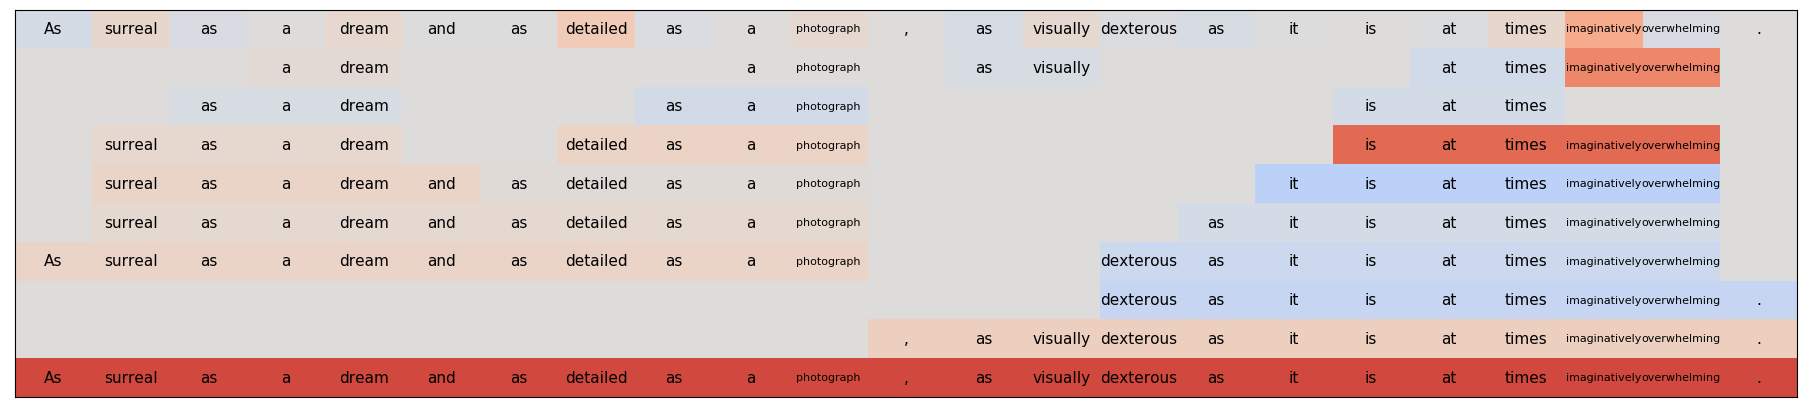 As surreal as a dream and as detailed as a photograph , as visually dexterous as it is at times imaginatively overwhelming .
a dream a photograph as visually at times imaginatively overwhelming
as a dream as a photograph is at times
surreal as a dream detailed as a photograph is at times imaginatively overwhelming
surreal as a dream and as detailed as a photograph it is at times imaginatively overwhelming
surreal as a dream and as detailed as a photograph as it is at times imaginatively overwhelming
As surreal as a dream and as detailed as a photograph dexterous as it is at times imaginatively overwhelming
dexterous as it is at times imaginatively overwhelming .
, as visually dexterous as it is at times imaginatively overwhelming .
As surreal as a dream and as detailed as a photograph , as visually dexterous as it is at times imaginatively overwhelming .